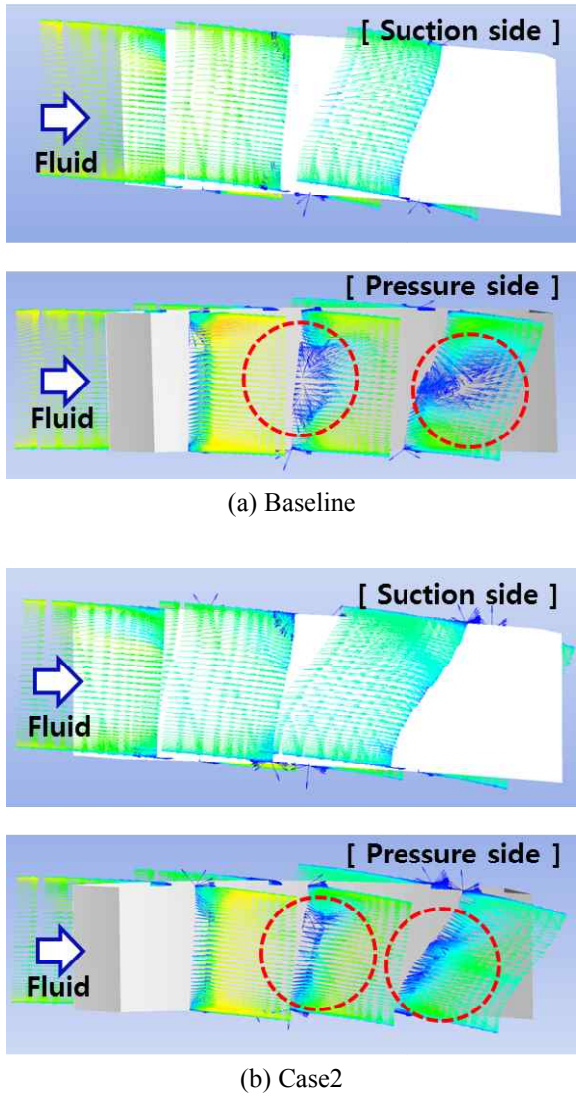 [ Suction side ]
Fluid
[ Pressure side ]
Fluid
(a) Baseline
[ Suction side ]
Fluid
[ Pressure side ]
Fluid
(b) Case2